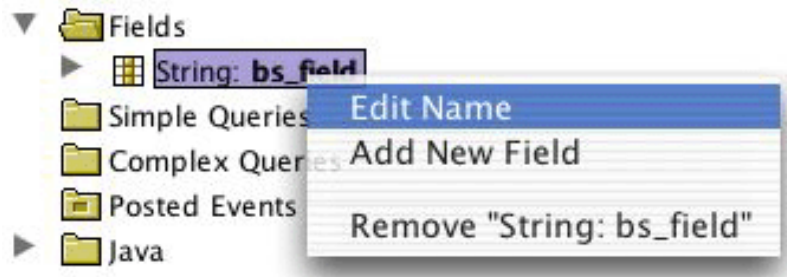 Fields
String: bs_field
Edit Name
Simple Queries
Add New Field
Complex Queries
Posted Events
Remove "String: bs_field"
Java